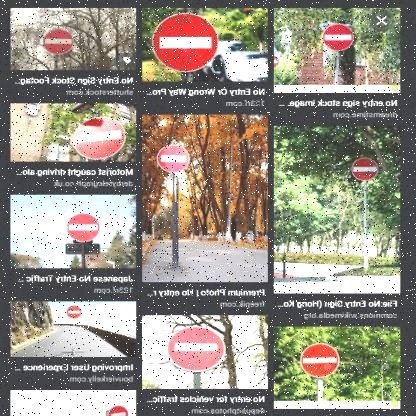 No entry signs stock image. ...
dreamstime.com
File:No Entry Sign (Hong Ko...
commons.wikimedia.org
No Entry Or Wrong Way Pro...
123rf.com
Premium Photo | No entry r...
freepik.com
No entry for vehicles traffic ...
depositphotos.com
No Entry Sign Stock Footag...
shutterstock.com
Motorist caught driving alo...
derbytelegraph.co.uk
Japanese No Entry Traffic ...
123rf.com
Improving User Experience ...
bouvierkelly.com